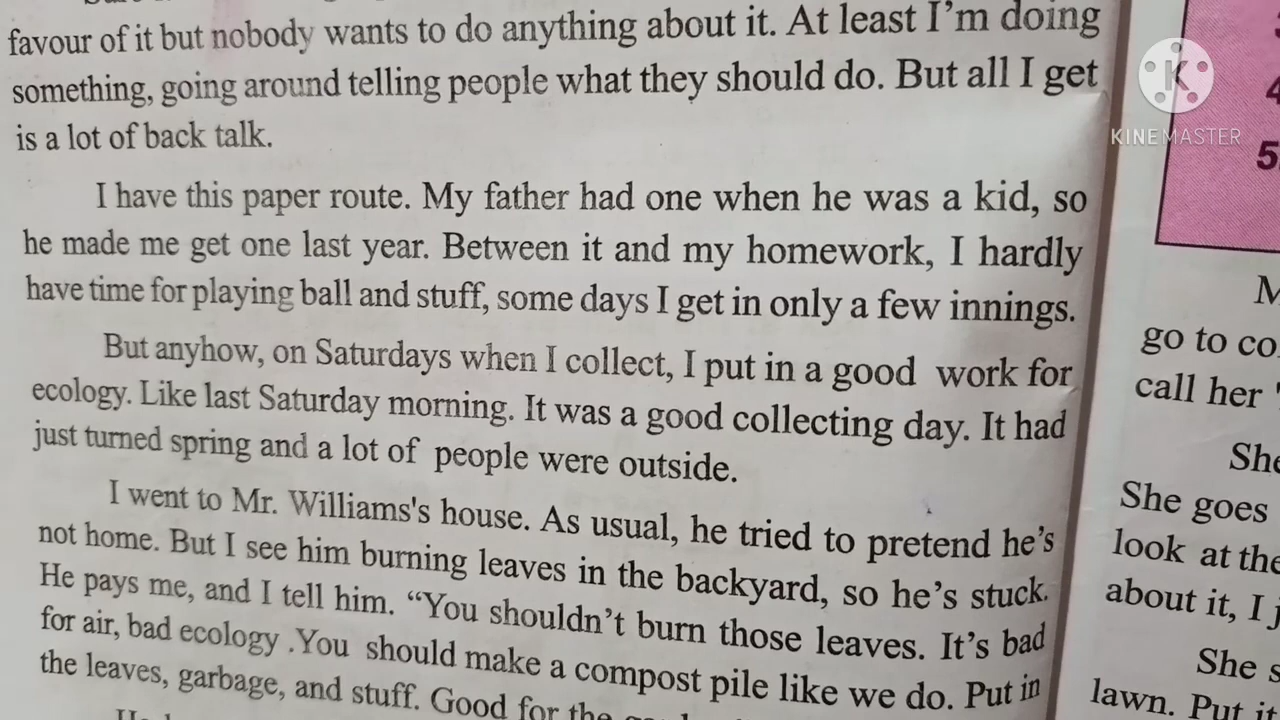 favour of it but nobody wants to do anything about it. At least I'm doing
something, going around telling people what they should do. But all I get
is a lot of back talk.
I have this paper route. My father had one when he was a kid, so
he made me get one last year. Between it and my homework, I hardly
have time for playing ball and stuff, some days I get in only a few innings.
But anyhow, on Saturdays when I collect, I put in a good work for
ecology. Like last Saturday morning. It was a good collecting day. It had
just turned spring and a lot of people were outside.
I went to Mr. Williams's house. As usual, he tried to pretend he's
not home. But I see him burning leaves in the backyard, so he's stuck.
He pays me, and I tell him. “You shouldn't burn those leaves. It's bad
for air, bad ecology .You should make a compost pile like we do. Put in
the leaves, garbage, and stuff. Good for the
K
KINEMASTER
4
5
go to
call her
She
She goes
look at the
about it, I
She
lawn. Put it